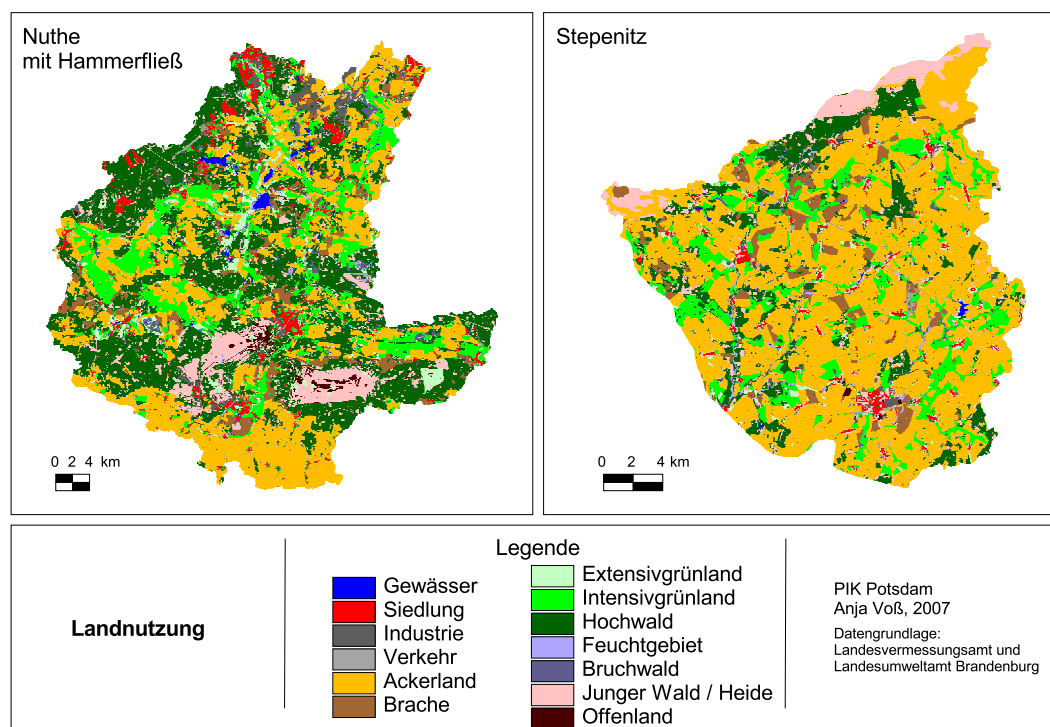 Nuthe
mit Hammerfließ
0 2 4 km
Stepenitz
0 2 4 km
Landnutzung
Legende
Gewässer
Siedlung
Industrie
Verkehr
Ackerland
Brache
Extensivgrünland
Intensivgrünland
Hochwald
Feuchtgebiet
Bruchwald
Junger Wald / Heide
Offenland
PIK Potsdam
Anja Voß, 2007
Datengrundlage:
Landesvermessungsamt und
Landesumweltamt Brandenburg